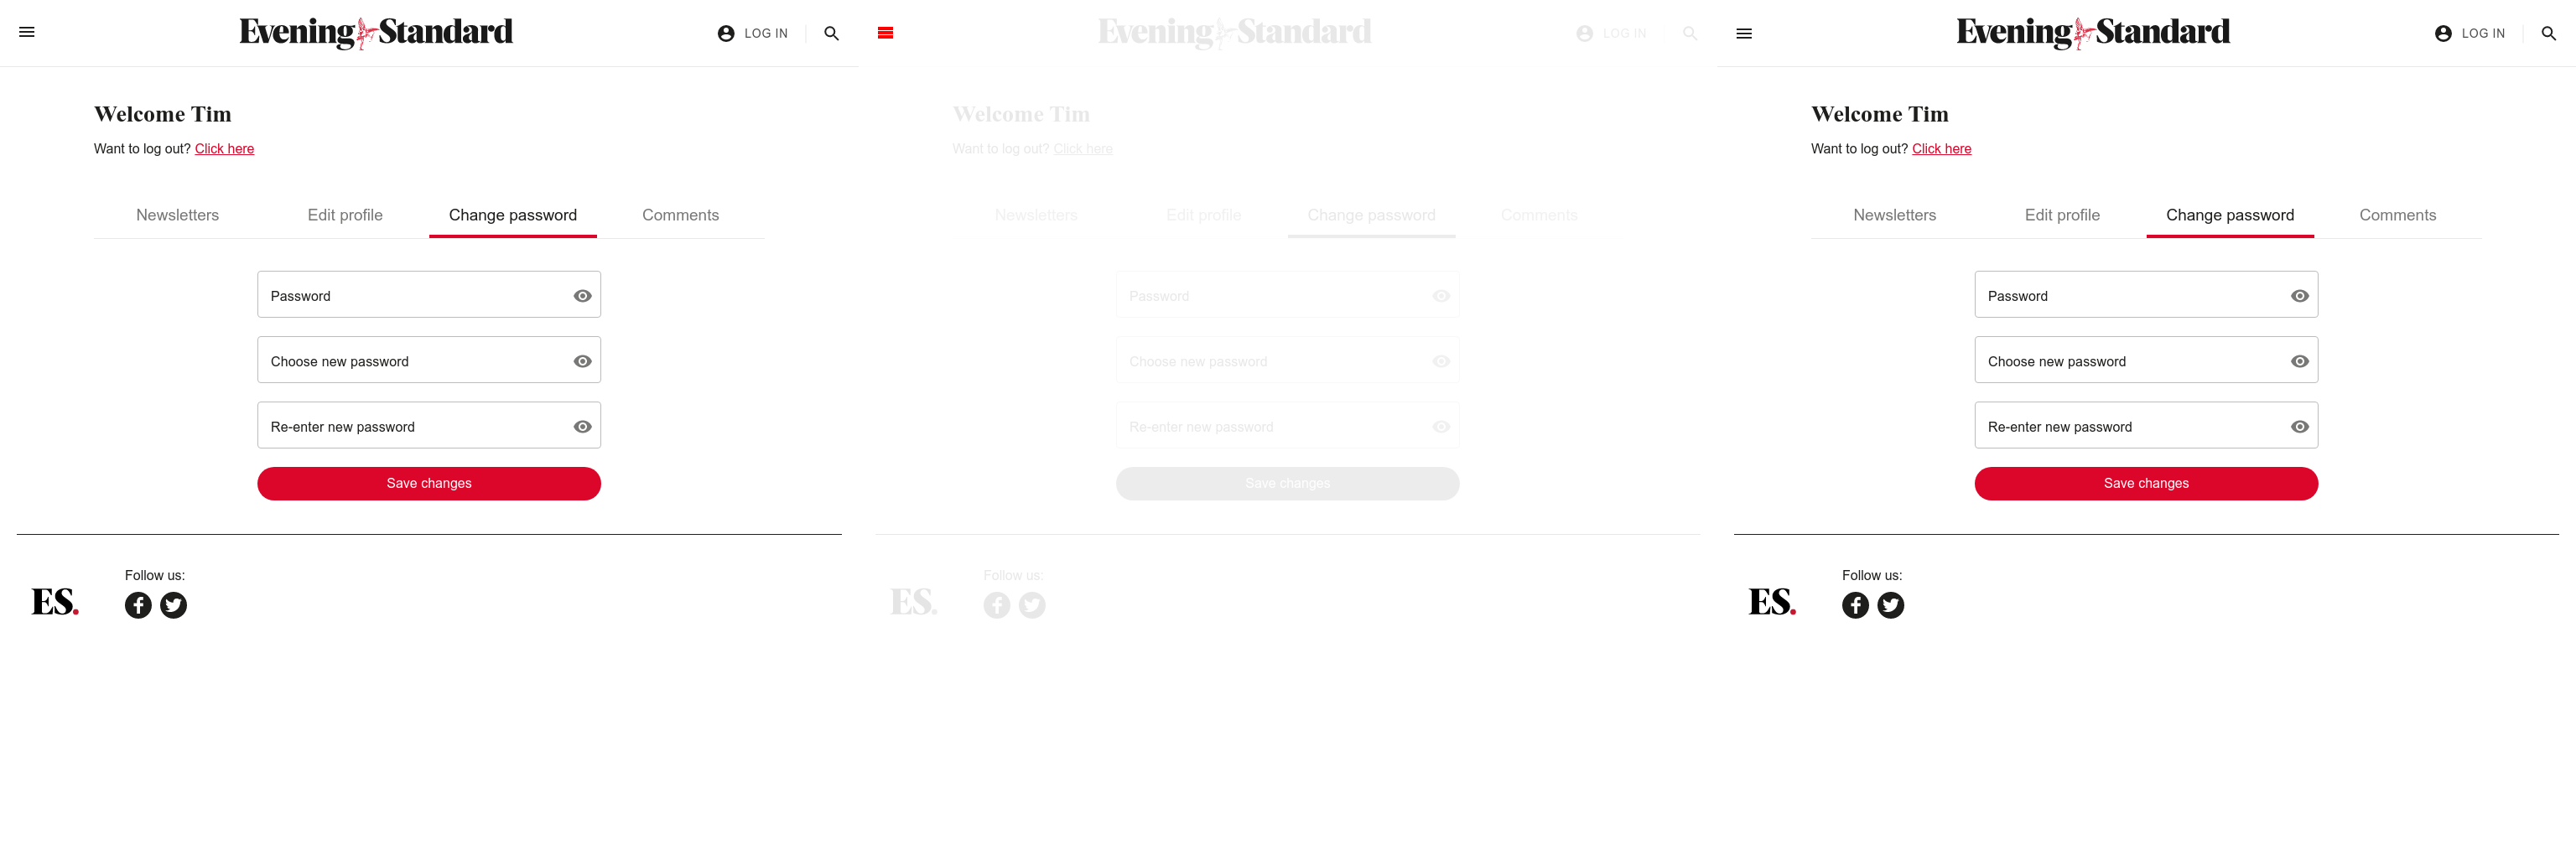 Evening Standard
LOG IN
Welcome Tim
Want to log out? Click here
Newsletters
Edit profile
Change password
Comments
Password
Choose new password
Re-enter new password
Save changes
Follow us:
ES.
Evening Standard
LOG IN
Welcome Tim
Want to log out? Click here
Newsletters
Edit profile
Change password
Comments
Password
Choose new password
Re-enter new password
Save changes
Follow us:
ES.
Evening Standard
LOG IN
Welcome Tim
Want to log out? Click here
Newsletters
Edit profile
Change password
Comments
Password
Choose new password
Re-enter new password
Save changes
Follow us:
ES.